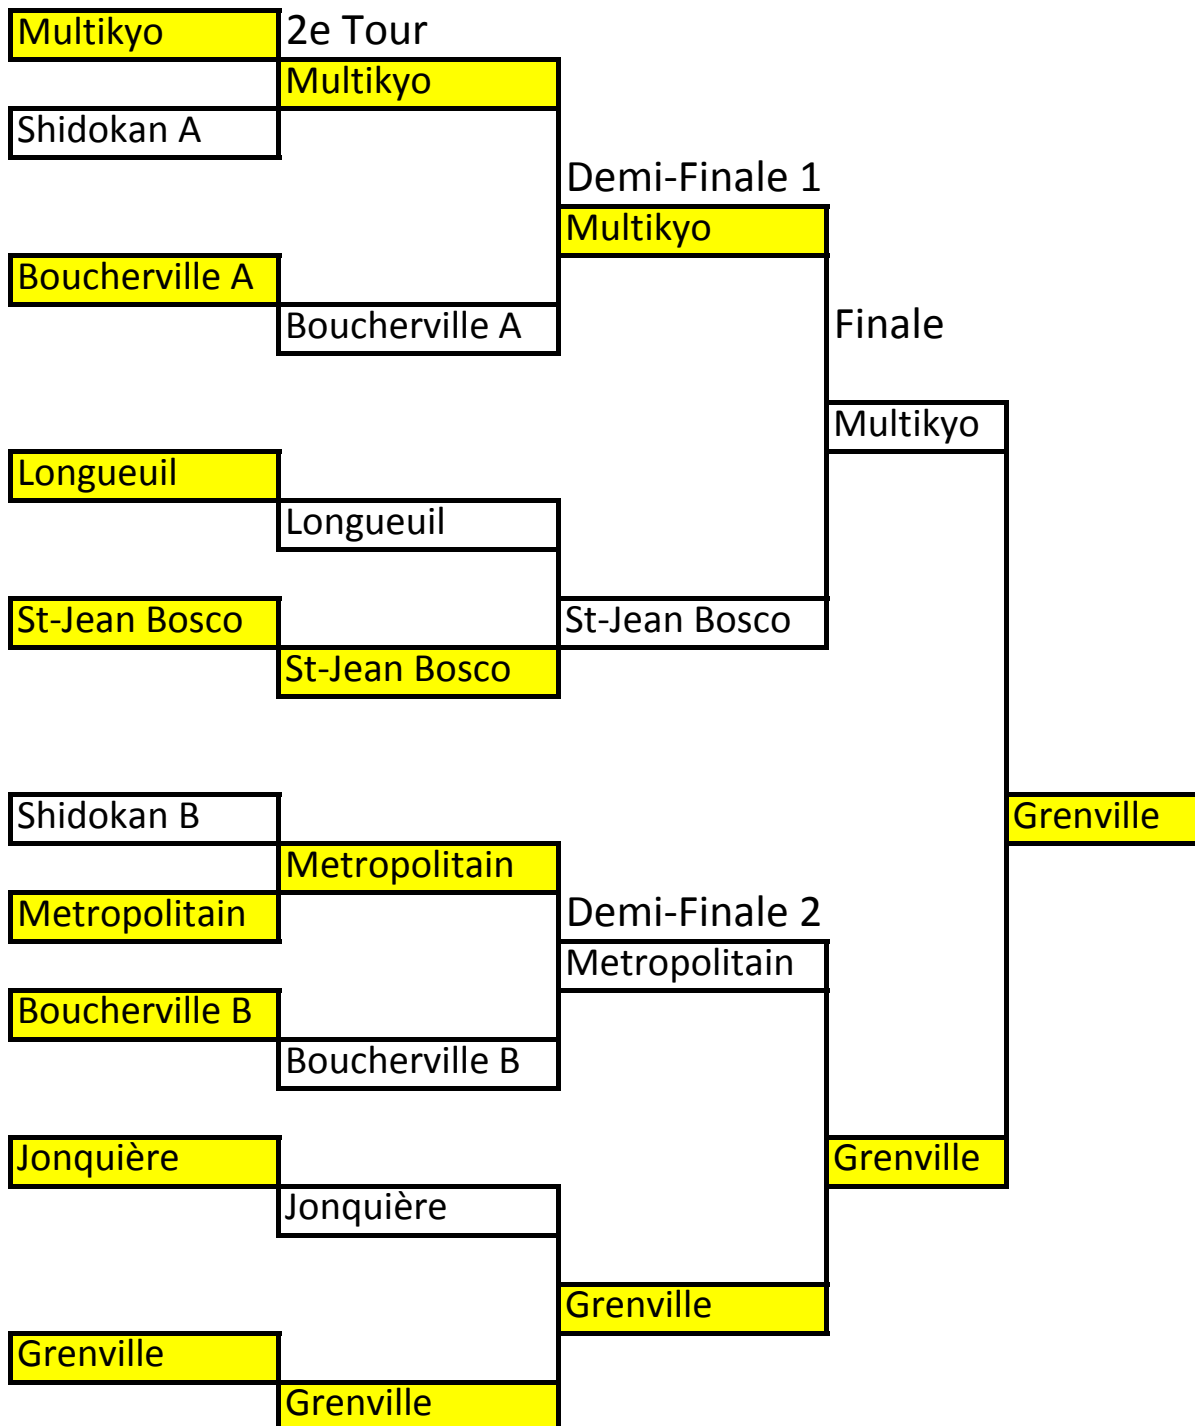 Multikyo
2e Tour
Multikyo
Shidokan A
Demi-Finale 1
Multikyo
Boucherville A
Boucherville A
Finale
Multikyo
Longueuil
Longueuil
St-Jean Bosco
St-Jean Bosco
St-Jean Bosco
Shidokan B
Grenville
Metropolitain
Metropolitain
Demi-Finale 2
Metropolitain
Boucherville B
Boucherville B
Jonquière
Grenville
Jonquière
Grenville
Grenville
Grenville